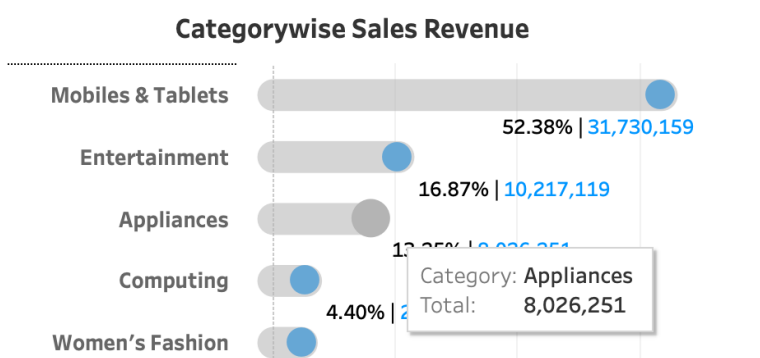 Categorywise Sales Revenue
Mobiles & Tablets
52.38% | 31,730,159
Entertainment
16.87% | 10,217,119
Appliances
Category: Appliances
Total: 8,026,251
Computing
4.40% |
Women's Fashion